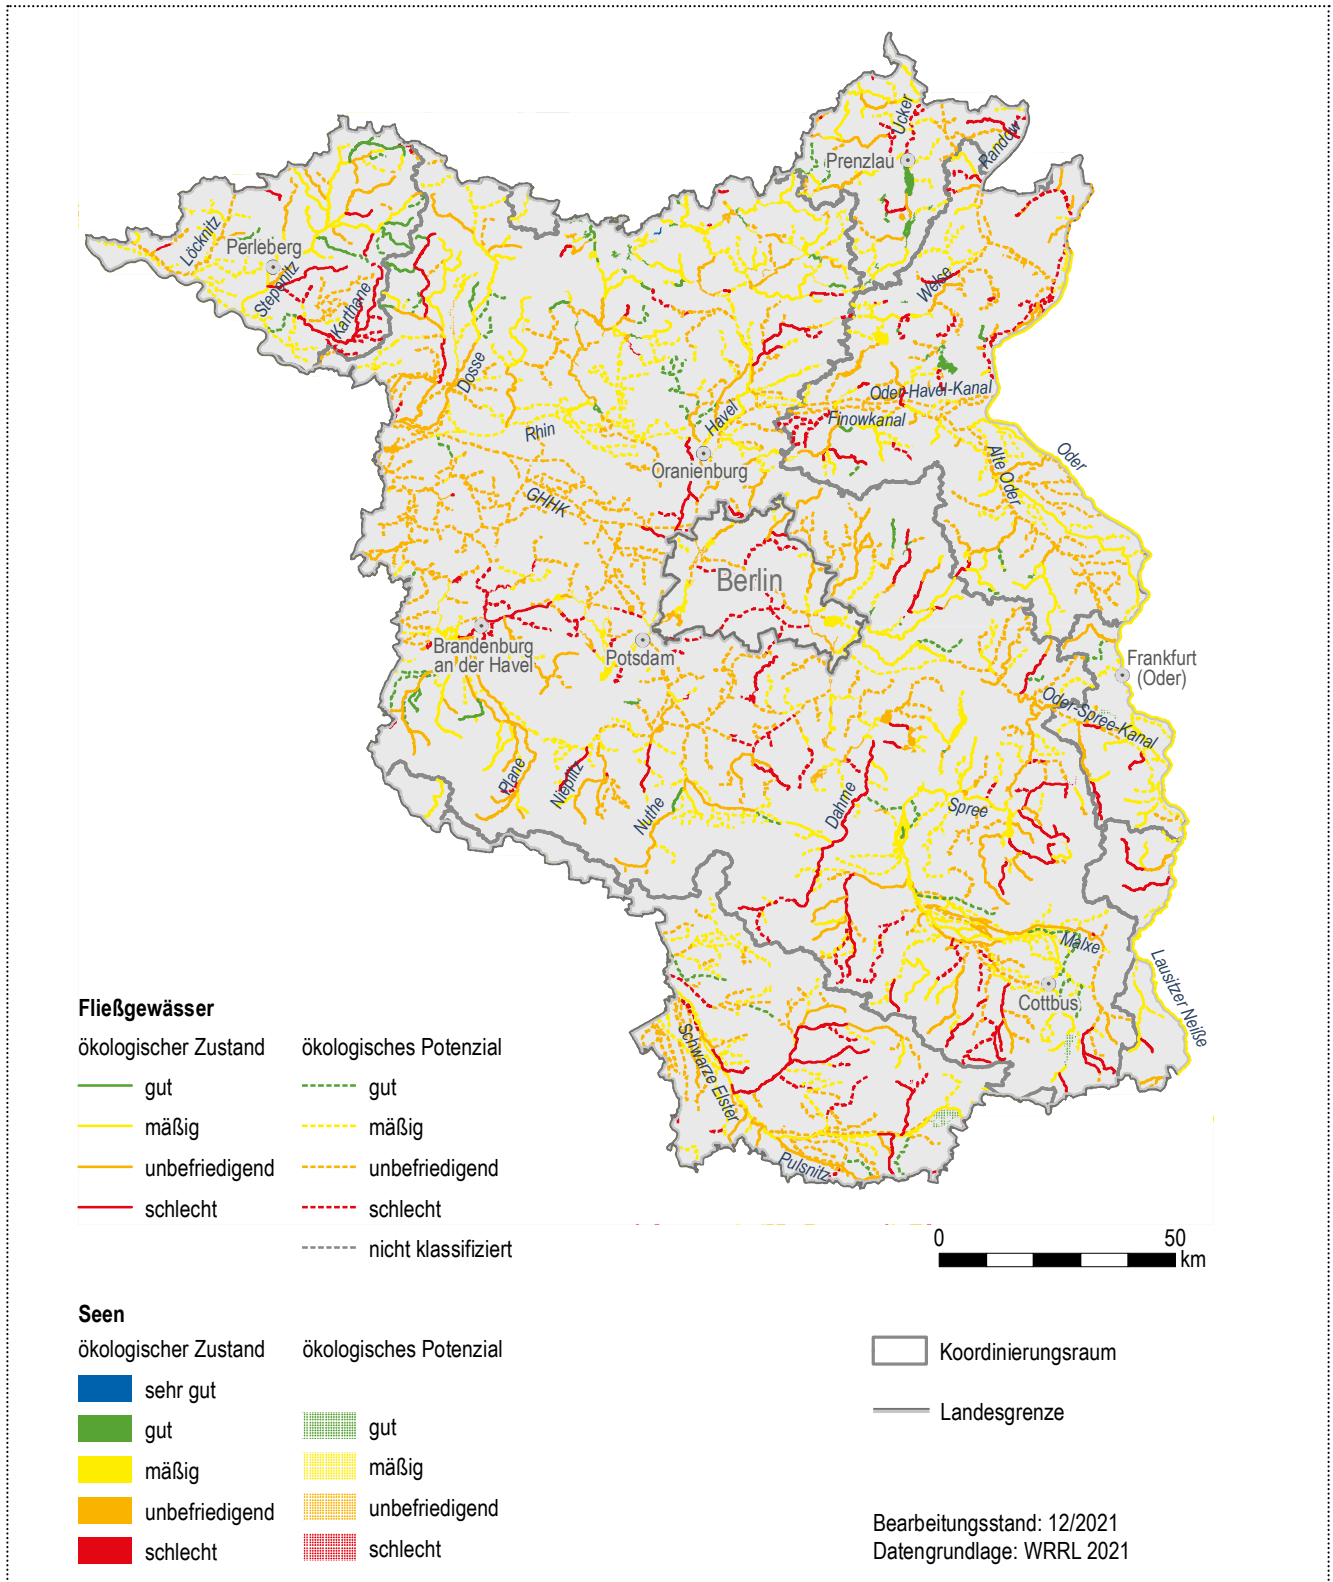 Ucker
Randow
Prenzlau
Löcknitz
Perleberg
Stepenitz
Karthane
Welse
Dosse
Oder-Havel-Kanal
Finowkanal
Havel
Rhin
Oranienburg
Alte Oder
Oder
GHHK
Berlin
Brandenburg
an der Havel
Potsdam
Frankfurt
(Oder)
Oder-Spree-Kanal
Plane
Nieplitz
Nuthe
Dahme
Spree
Malxe
Cottbus
Lausitzer Neiße
Schwarze Elster
Pulsnitz
Fließgewässer
ökologischer Zustand ökologisches Potenzial
gut gut
mäßig mäßig
unbefriedigend unbefriedigend
schlecht schlecht
nicht klassifiziert
0 50
km
Seen
ökologischer Zustand ökologisches Potenzial
sehr gut
gut gut
mäßig mäßig
unbefriedigend unbefriedigend
schlecht schlecht
Koordinierungsraum
Landesgrenze
Bearbeitungsstand: 12/2021
Datengrundlage: WRRL 2021